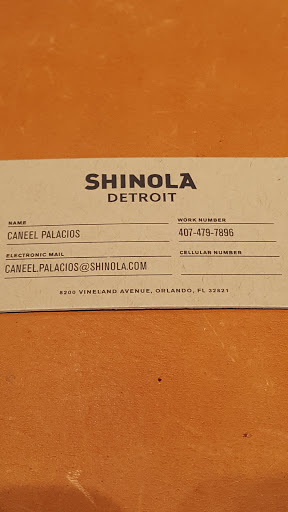 SHINOLA
DETROIT
NAME WORK NUMBER
CANEEL PALACIOS 407-479-7896
ELECTRONIC MAIL CELLULAR NUMBER
CANEEL.PALACIOS@SHINOLA.COM
8200 VINELAND AVENUE, ORLANDO, FL 32821